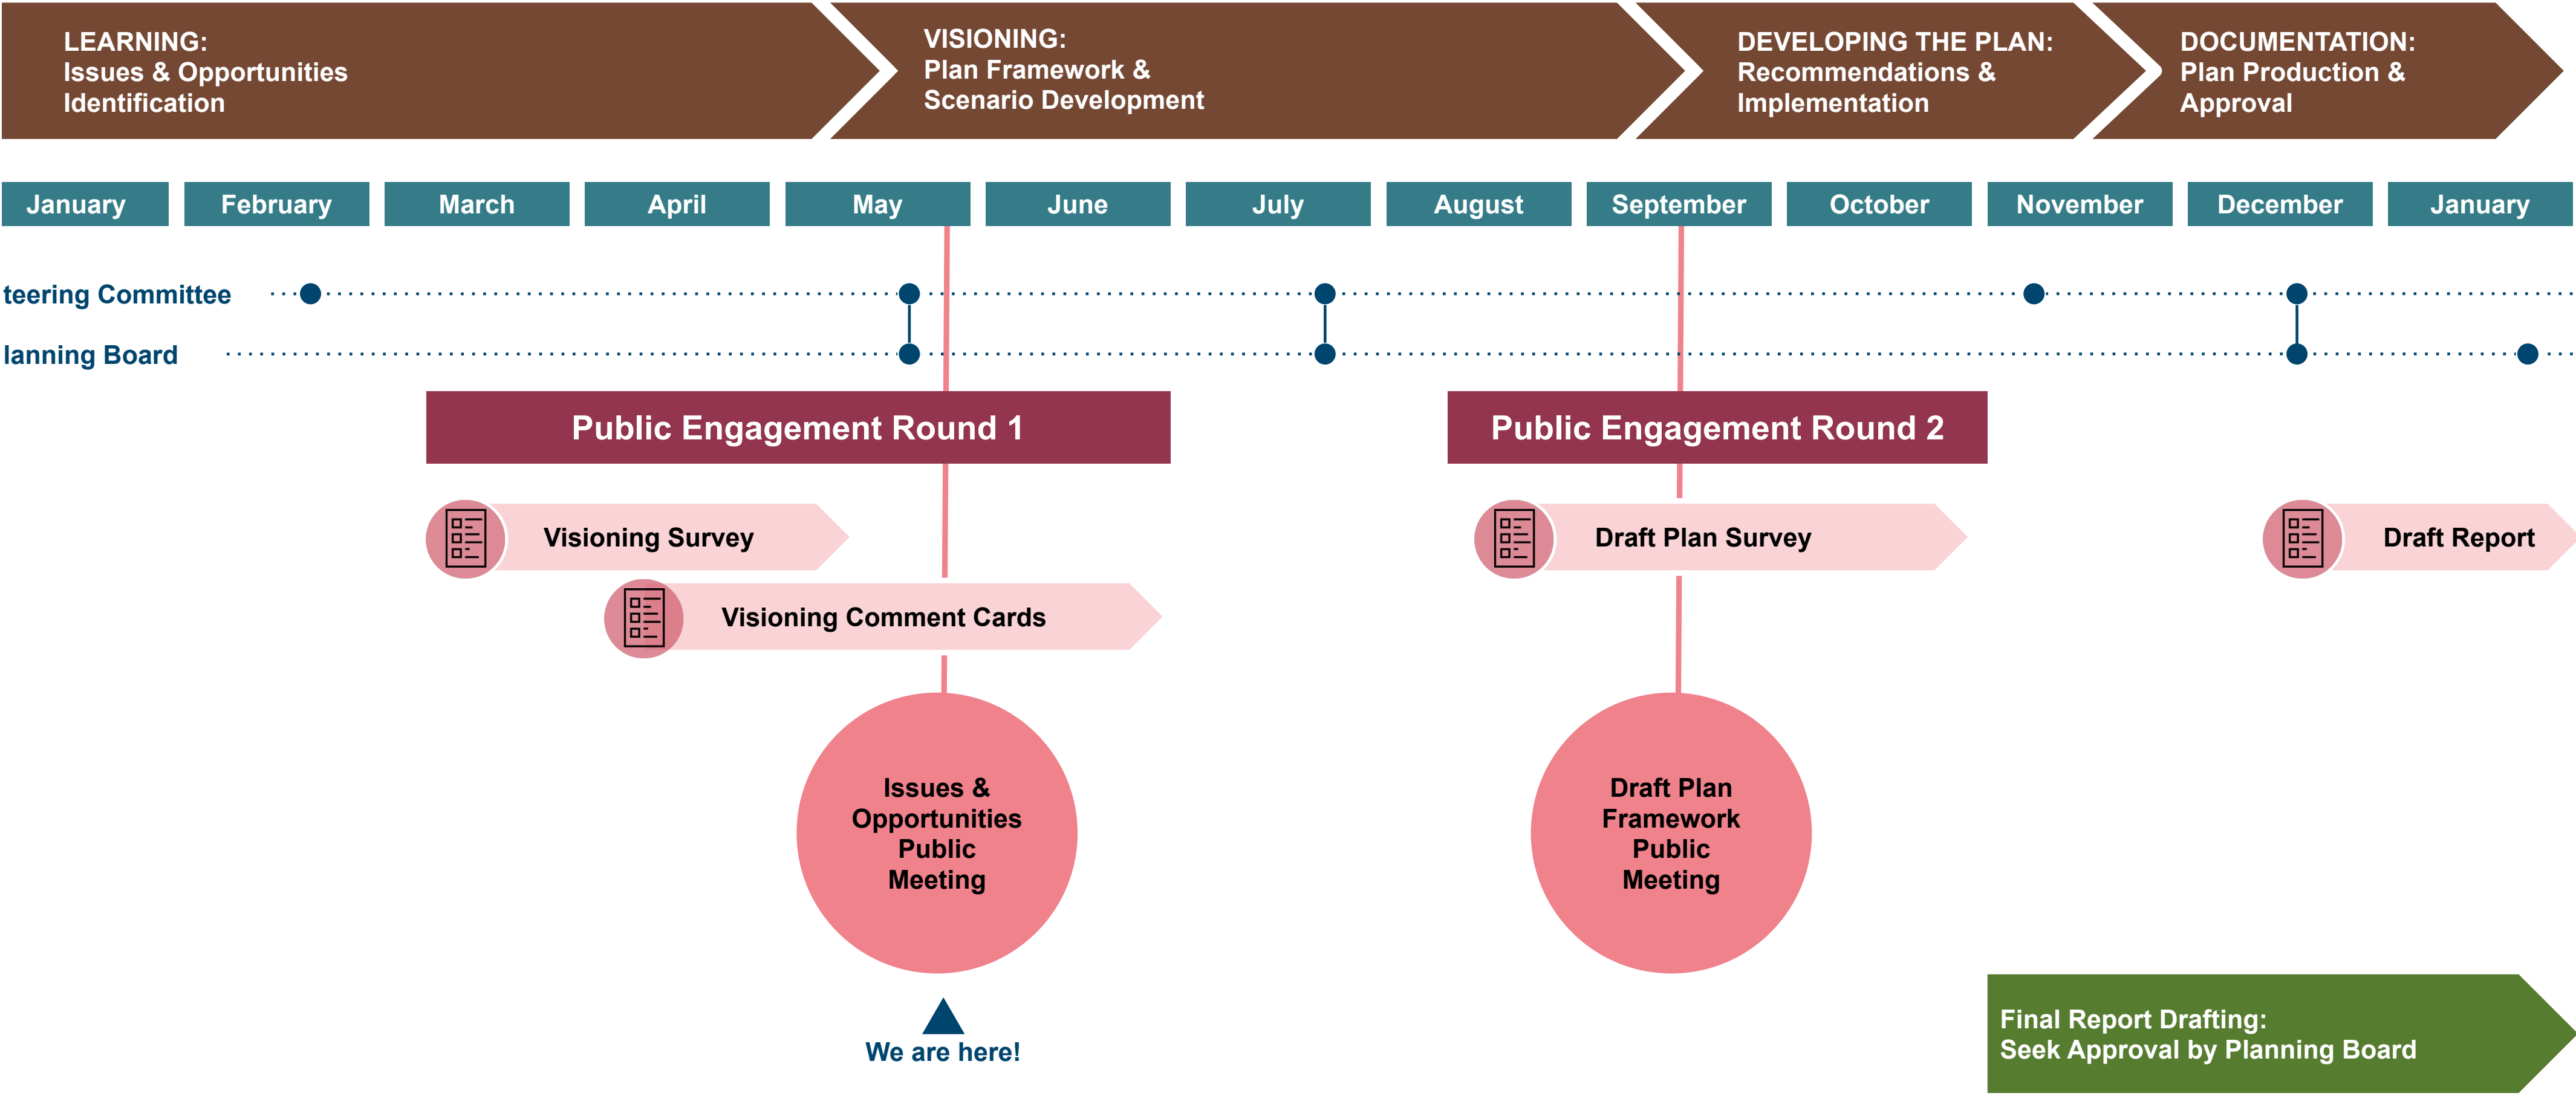 LEARNING:
Issues & Opportunities
Identification
VISIONING:
Plan Framework &
Scenario Development
DEVELOPING THE PLAN:
Recommendations &
Implementation
DOCUMENTATION:
Plan Production &
Approval
January February March April May June July August September October November December January
teering Committee
lanning Board
Public Engagement Round 1
Public Engagement Round 2
Visioning Survey
Draft Plan Survey
Draft Report
Visioning Comment Cards
Issues &
Opportunities
Public
Meeting
Draft Plan
Framework
Public
Meeting
We are here!
Final Report Drafting:
Seek Approval by Planning Board